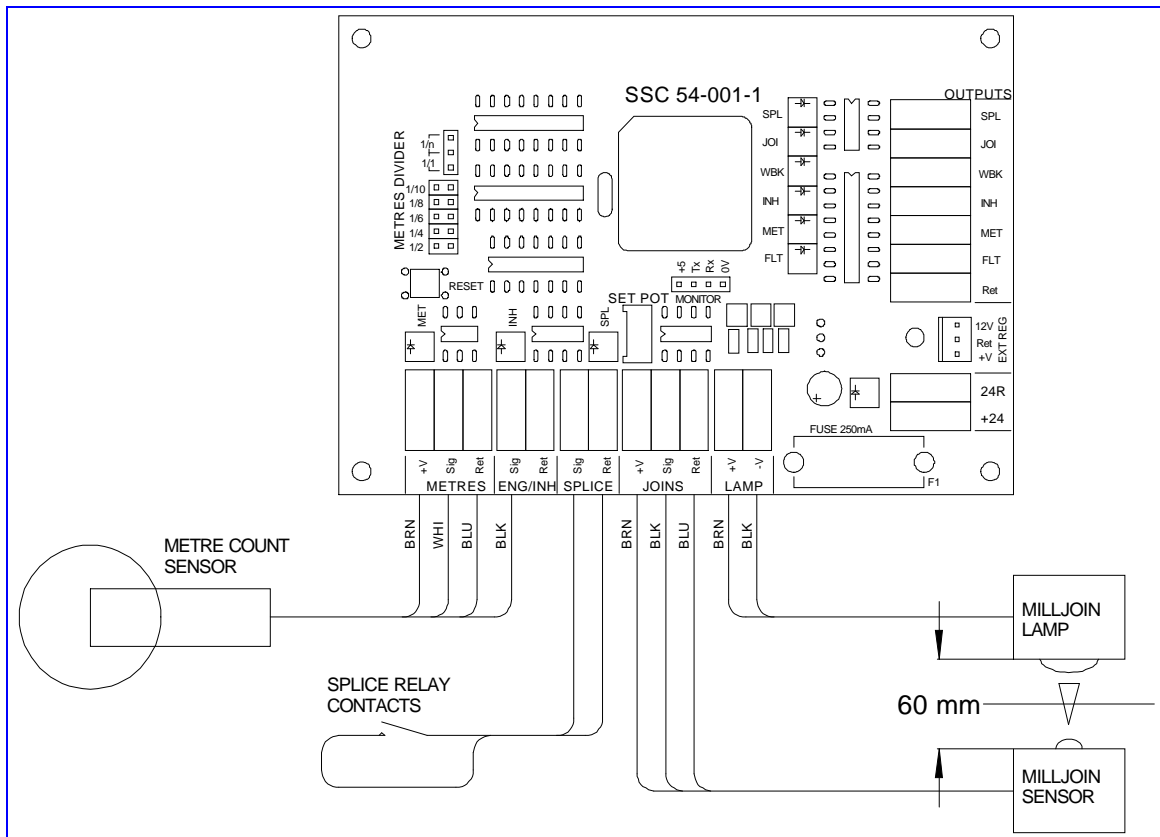 SSC 54-001-1
OUTPUTS
SPL
JOI
WBK
INH
MET
FLT
SPL
JOI
WBK
INH
MET
FLT
Ret
METRES DIVIDER
1/n
1/1
1/10
1/8
1/6
1/4
1/2
RESET
+5
Tx
Rx
0V
SET POT
MONITOR
MET
INH
SPL
12V
Ret
+V
EXT REG
24R
+24
FUSE 250mA
F1
+V
Sig
Ret
Sig
Ret
Sig
Ret
+V
Sig
Ret
+V
-V
METRES
ENG/INH
SPLICE
JOINS
LAMP
BRN
WHI
BLU
BLK
BRN
BLK
BLU
BRN
BLK
METRE COUNT
SENSOR
SPLICE RELAY
CONTACTS
MILLJOIN
LAMP
60 mm
MILLJOIN
SENSOR